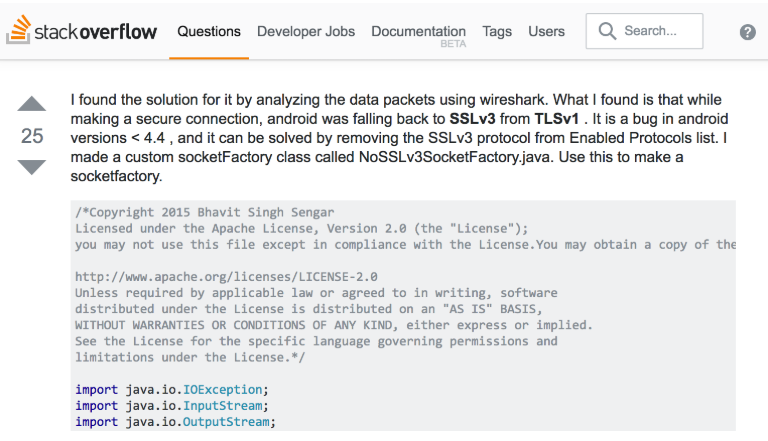 stackoverflow Questions Developer Jobs Documentation Tags Users Search... ?
BETA
I found the solution for it by analyzing the data packets using wireshark. What I found is that while
making a secure connection, android was falling back to SSLv3 from TLSv1 . It is a bug in android
25 versions < 4.4 , and it can be solved by removing the SSLv3 protocol from Enabled Protocols list. I
made a custom socketFactory class called NoSSLv3SocketFactory.java. Use this to make a
socketfactory.
/*Copyright 2015 Bhavit Singh Sengar
Licensed under the Apache License, Version 2.0 (the "License");
you may not use this file except in compliance with the License.You may obtain a copy of the
http://www.apache.org/licenses/LICENSE-2.0
Unless required by applicable law or agreed to in writing, software
distributed under the License is distributed on an "AS IS" BASIS,
WITHOUT WARRANTIES OR CONDITIONS OF ANY KIND, either express or implied.
See the License for the specific language governing permissions and
limitations under the License.*/
import java.io.IOException;
import java.io.InputStream;
import java.io.OutputStream;